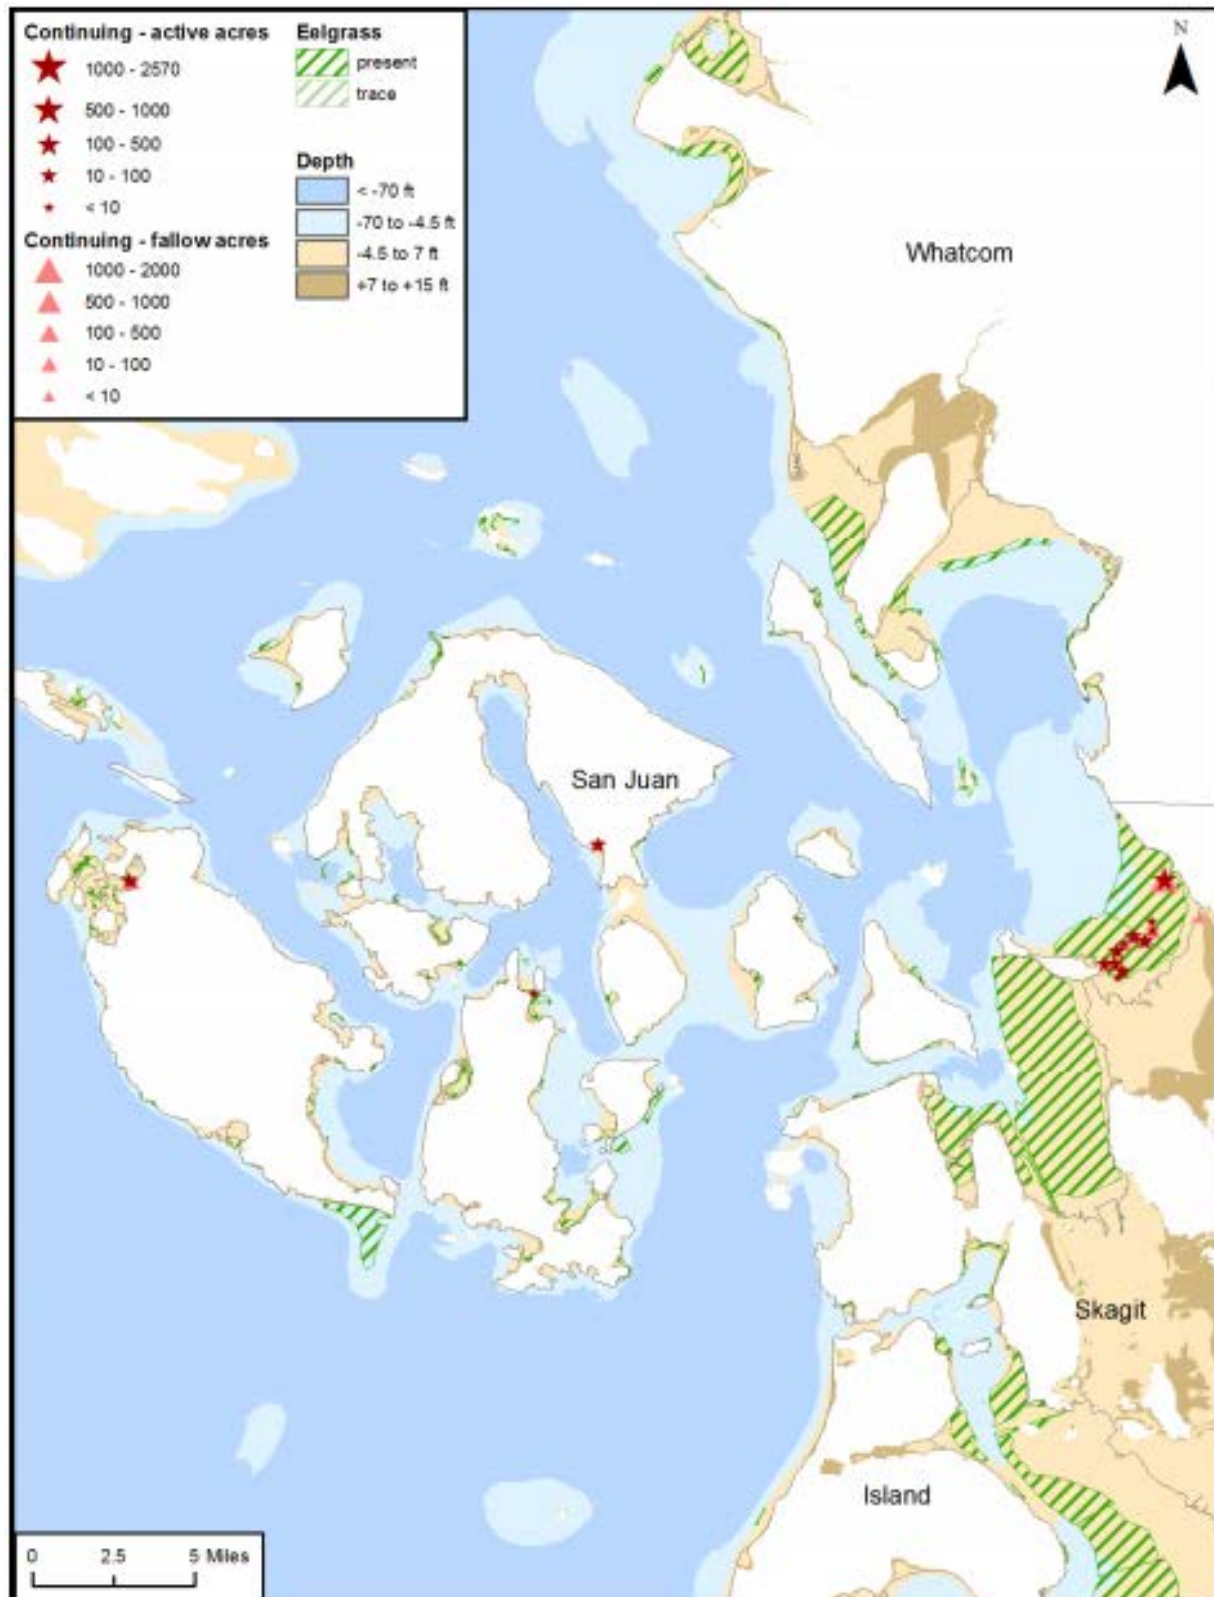 Continuing - active acres
1000 - 2570
500 - 1000
100 - 500
10 - 100
< 10
Continuing - fallow acres
1000 - 2000
500 - 1000
100 - 500
10 - 100
< 10
Eelgrass
present
trace
Depth
< -70 ft
-70 to -4.5 ft
-4.5 to 7 ft
+7 to +15 ft
N
Whatcom
San Juan
Skagit
Island
0 2.5 5 Miles